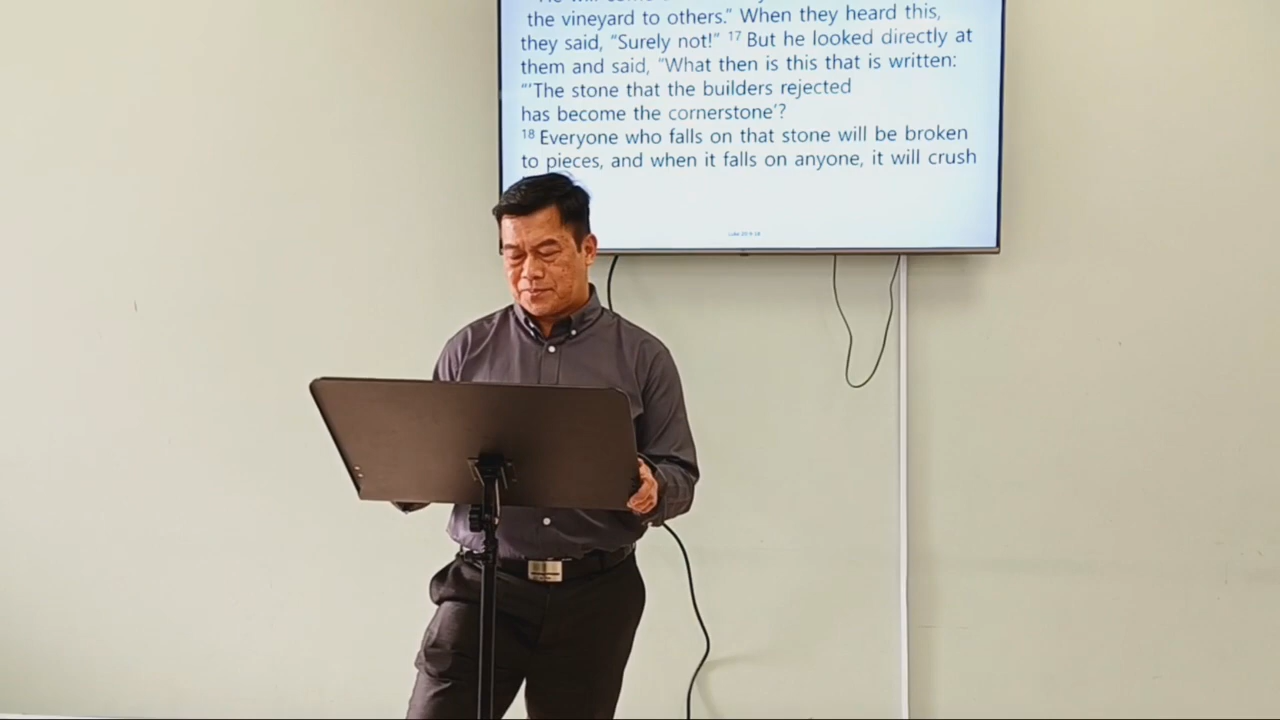 the vineyard to others.” When they heard this,
they said, “Surely not!” 17 But he looked directly at
them and said, “What then is this that is written:
“‘The stone that the builders rejected
has become the cornerstone’?
18 Everyone who falls on that stone will be broken
to pieces, and when it falls on anyone, it will crush